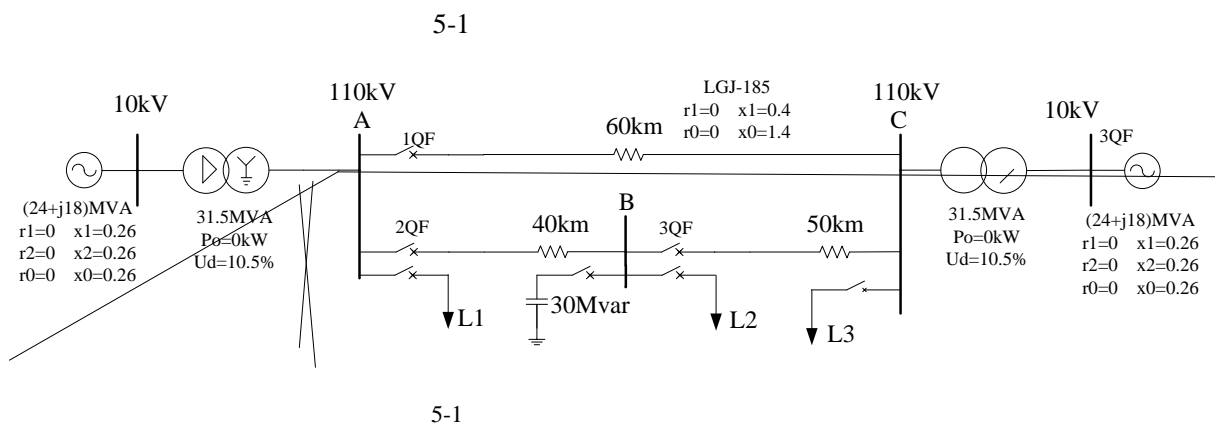 5-1
10kV
(24+j18)MVA
r1=0 x1=0.26
r2=0 x2=0.26
r0=0 x0=0.26
31.5MVA
Po=0kW
Ud=10.5%
110kV
A
1QF
60km
LGJ-185
r1=0 x1=0.4
r0=0 x0=1.4
2QF
40km
B
3QF
50km
L1
30Mvar
L2
L3
110kV
C
31.5MVA
Po=0kW
Ud=10.5%
10kV
3QF
(24+j18)MVA
r1=0 x1=0.26
r2=0 x2=0.26
r0=0 x0=0.26
5-1